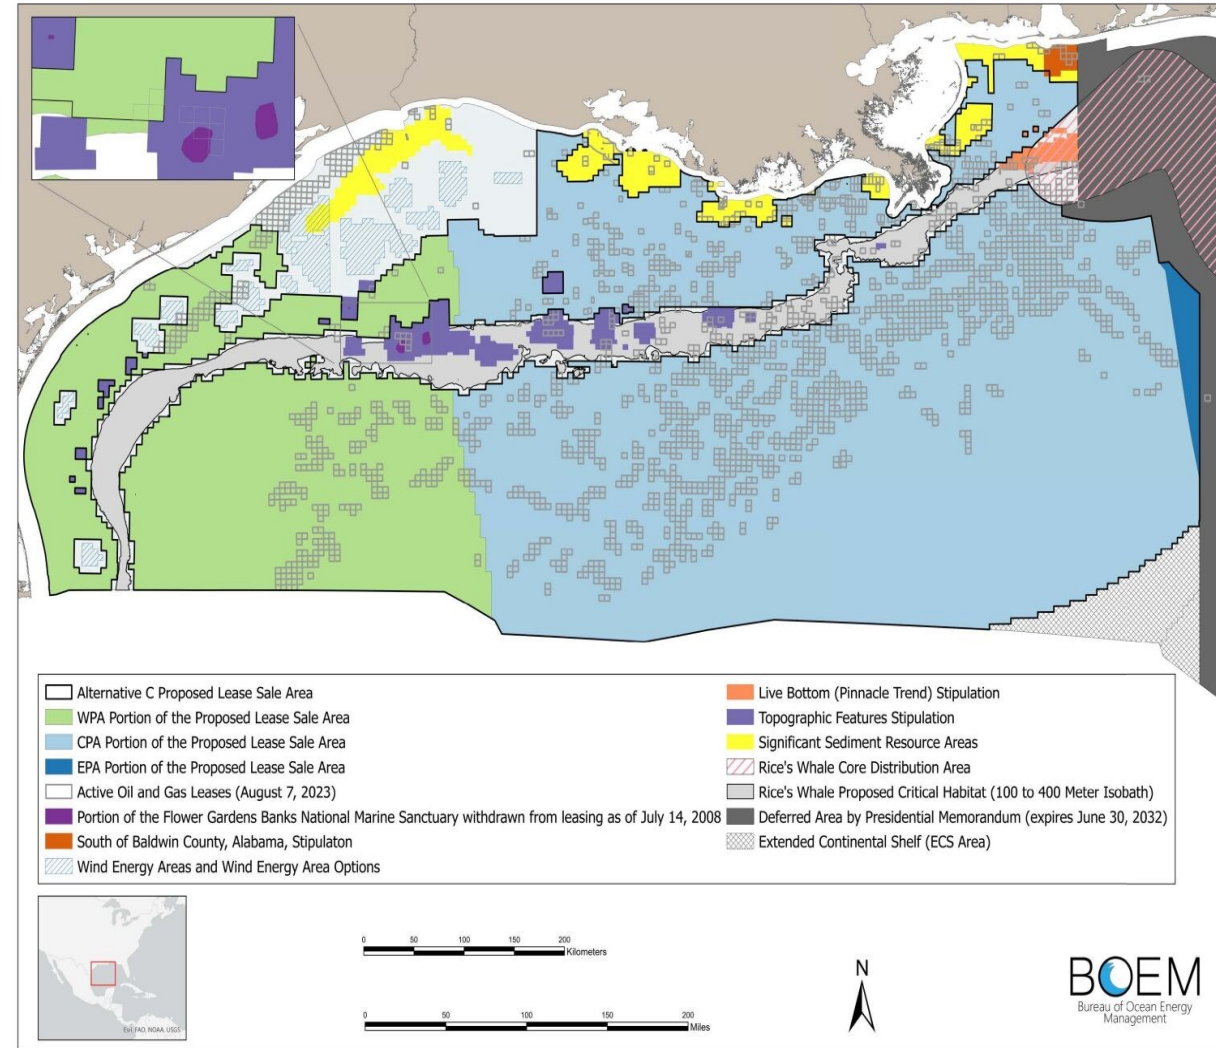 Alternative C Proposed Lease Sale Area
WPA Portion of the Proposed Lease Sale Area
CPA Portion of the Proposed Lease Sale Area
EPA Portion of the Proposed Lease Sale Area
Active Oil and Gas Leases (August 7, 2023)
Portion of the Flower Gardens Banks National Marine Sanctuary withdrawn from leasing as of July 14, 2008
South of Baldwin County, Alabama, Stipulaton
Wind Energy Areas and Wind Energy Area Options
Live Bottom (Pinnacle Trend) Stipulation
Topographic Features Stipulation
Significant Sediment Resource Areas
Rice's Whale Core Distribution Area
Rice's Whale Proposed Critical Habitat (100 to 400 Meter Isobath)
Deferred Area by Presidential Memorandum (expires June 30, 2032)
Extended Continental Shelf (ECS Area)
Esri, FAO, NOAA, USGS
0 50 100 150 200
Kilometers
0 50 100 150 200
Miles
N
BOEM
Bureau of Ocean Energy
Management